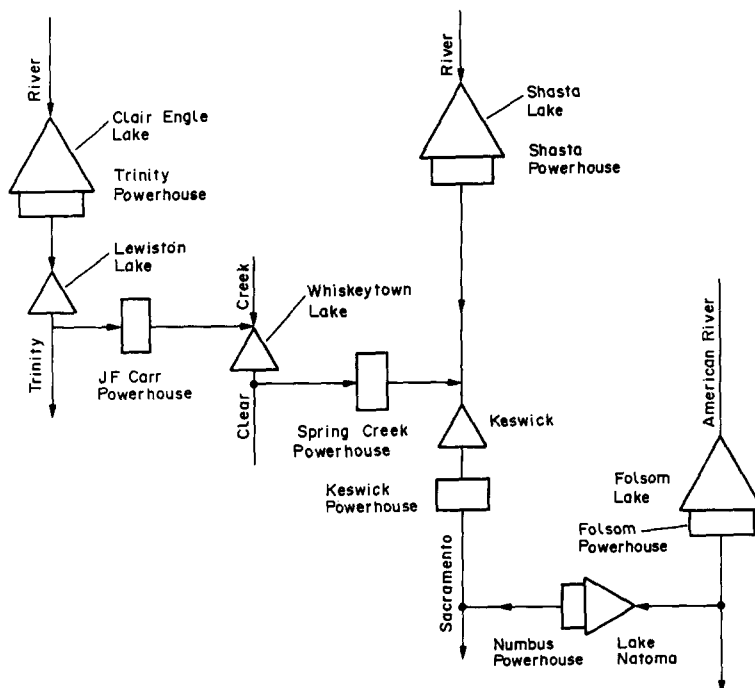 River
Clair Engle
Lake
Trinity
Powerhouse
Lewiston
Lake
Trinity
JF Carr
Powerhouse
Creek
Whiskeytown
Lake
Clear
Spring Creek
Powerhouse
River
Shasta
Lake
Shasta
Powerhouse
Keswick
Keswick
Powerhouse
Sacramento
American River
Folsom
Lake
Folsom
Powerhouse
Numbus
Powerhouse
Lake
Natoma